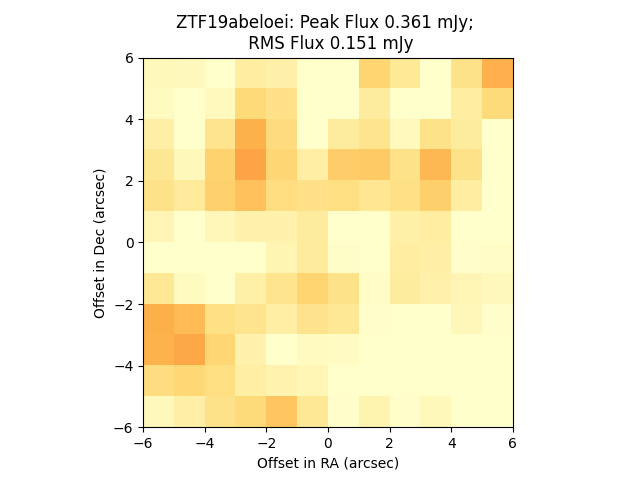 ZTF19abeloei: Peak Flux 0.361 mJy;
RMS Flux 0.151 mJy
6
4
2
0
−2
−4
−6
Offset in Dec (arcsec)
−6 −4 −2 0 2 4 6
Offset in RA (arcsec)